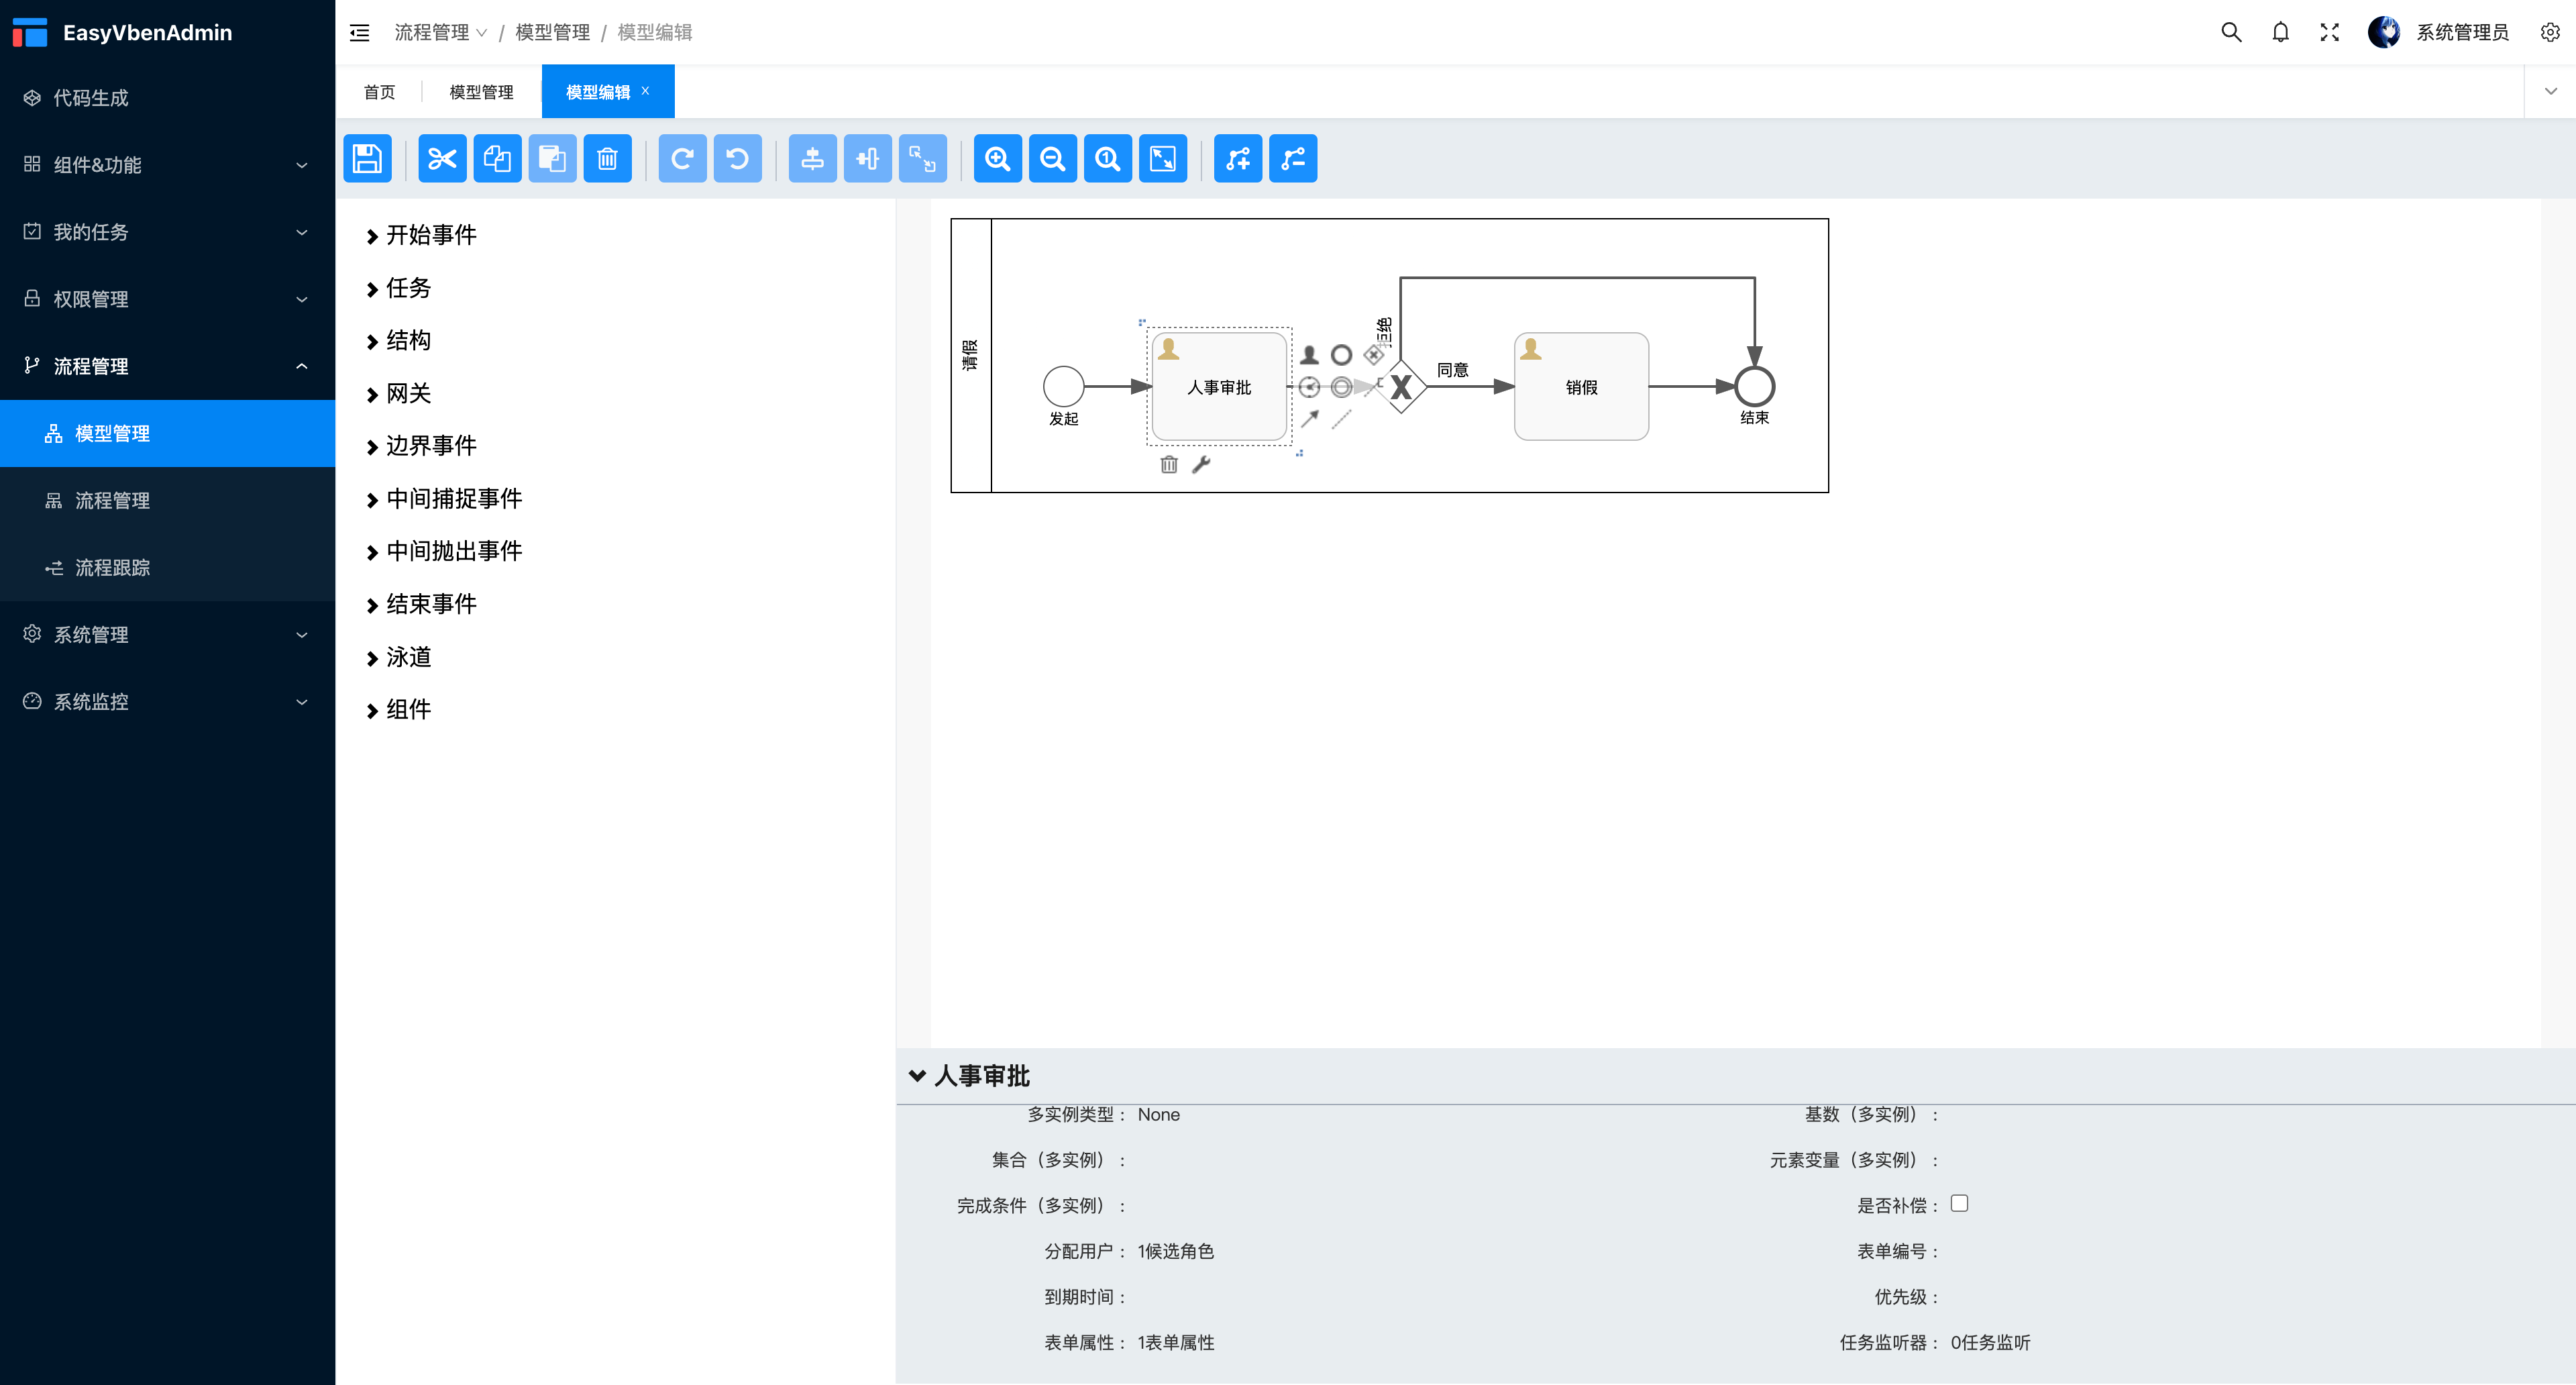 EasyVbenAdmin
代码生成
组件&功能
我的任务
权限管理
流程管理
模型管理
流程管理
流程跟踪
系统管理
系统监控
流程管理 / 模型管理 / 模型编辑
系统管理员
首页
模型管理
模型编辑
开始事件
任务
结构
网关
边界事件
中间捕捉事件
中间抛出事件
结束事件
泳道
组件
请假
发起
人事审批
拒绝
同意
销假
结束
人事审批
多实例类型 : None
基数（多实例） :
集合（多实例） :
元素变量（多实例） :
完成条件（多实例） :
是否补偿 :
分配用户 : 1候选角色
表单编号 :
到期时间 :
优先级 :
表单属性 : 1表单属性
任务监听器 : 0任务监听